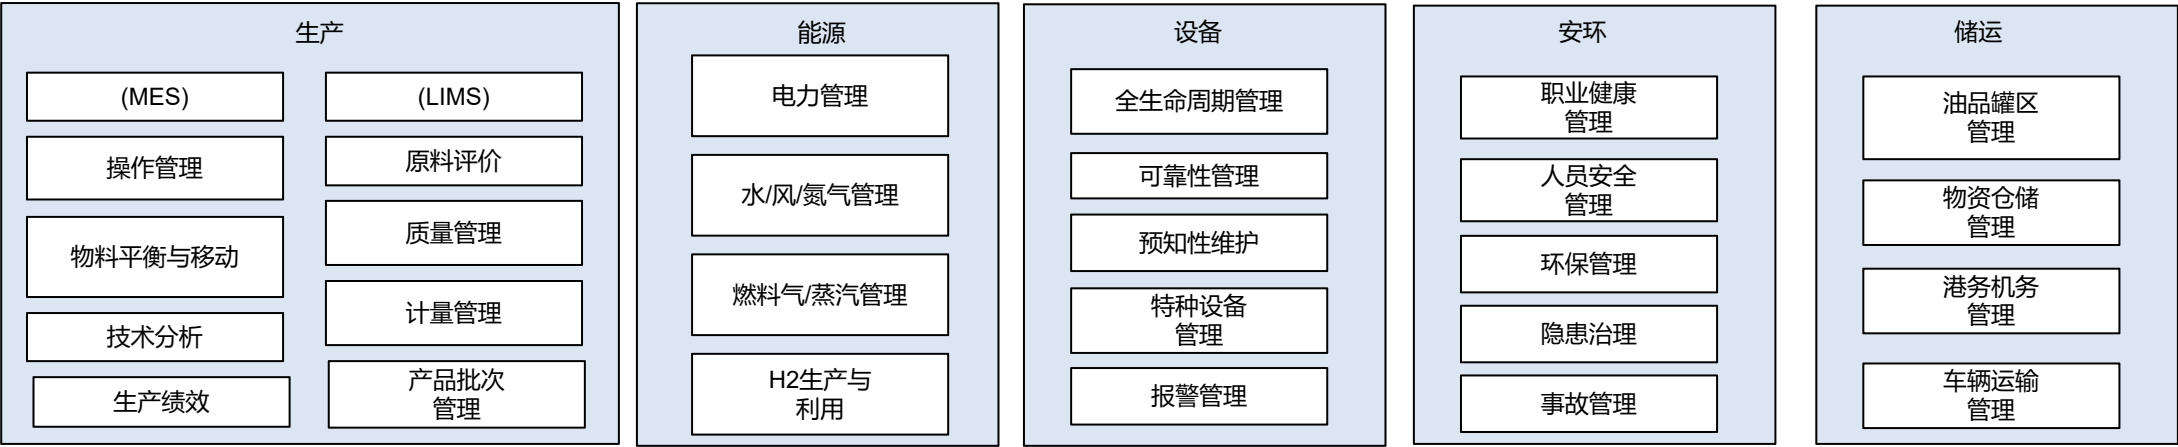 生产
(MES)
操作管理
物料平衡与移动
技术分析
生产绩效
(LIMS)
原料评价
质量管理
计量管理
产品批次
管理
能源
电力管理
水/风/氮气管理
燃料气/蒸汽管理
H2生产与
利用
设备
全生命周期管理
可靠性管理
预知性维护
特种设备
管理
报警管理
安环
职业健康
管理
人员安全
管理
环保管理
隐患治理
事故管理
储运
油品罐区
管理
物资仓储
管理
港务机务
管理
车辆运输
管理